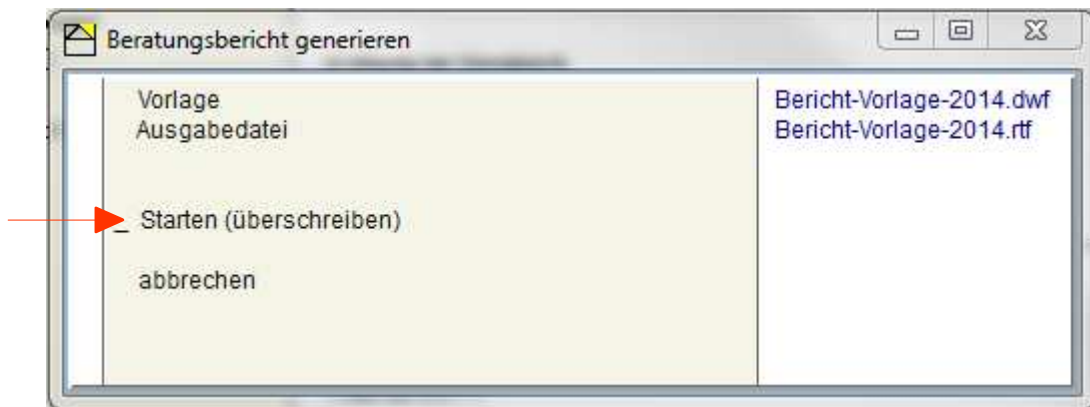 Beratungsbericht generieren
Vorlage Bericht-Vorlage-2014.dwf
Ausgabedatei Bericht-Vorlage-2014.rtf
_ Starten (überschreiben)
abbrechen